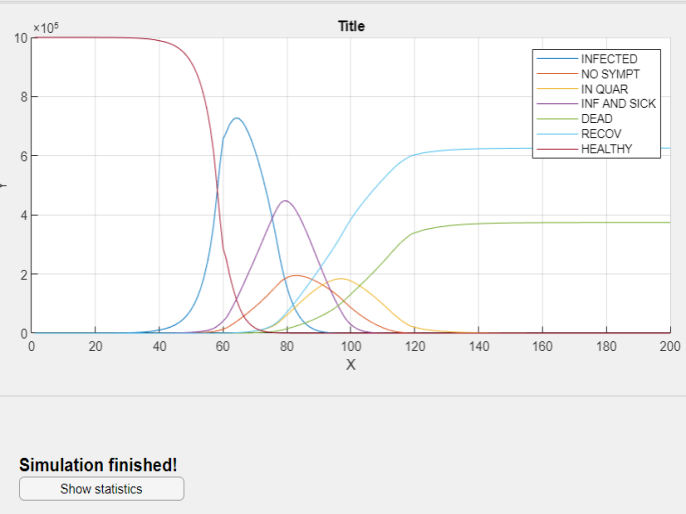 Title
×10⁵
10
8
6
4
2
0
INFECTED
NO SYMPT
IN QUAR
INF AND SICK
DEAD
RECOV
HEALTHY
0 20 40 60 80 100 120 140 160 180 200
X
Simulation finished!
Show statistics